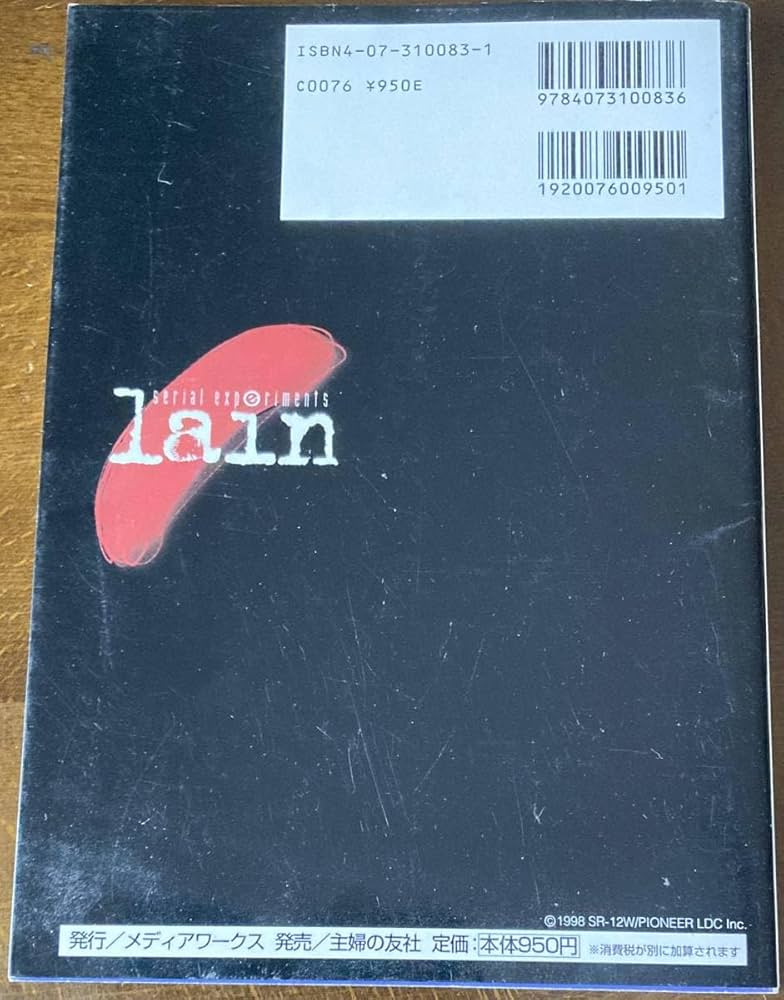 ISBN4-07-310083-1
C0076 ¥950E
9784073100836
1920076009501
serial experiments
lain
©1998 SR-12W/PIONEER LDC Inc.
発行／メディアワークス 発売／主婦の友社 定価：本体950円 ※消費税が別に加算されます